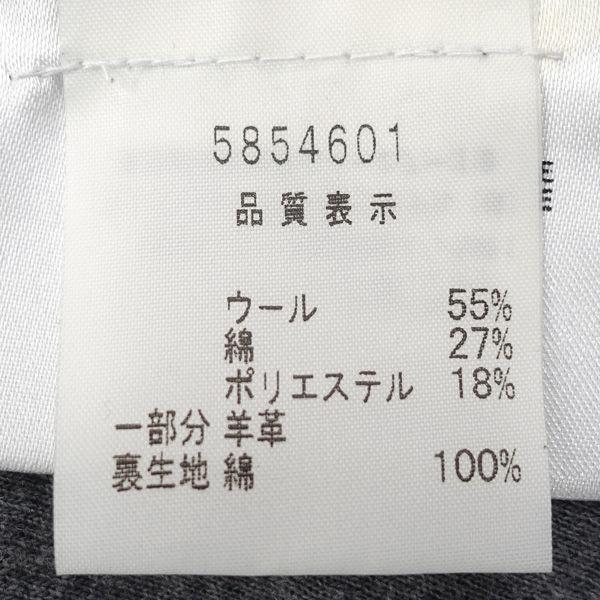 5854601
品質表示
ウール 55%
綿 27%
ポリエステル 18%
一部分 羊革
裏生地 綿 100%